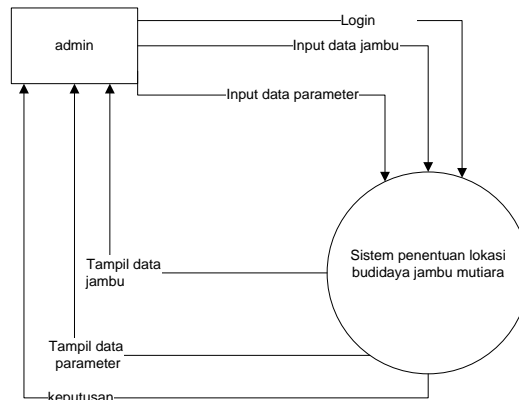 admin
Login
Input data jambu
Input data parameter
Sistem penentuan lokasi
budidaya jambu mutiara
Tampil data
jambu
Tampil data
parameter
keputusan